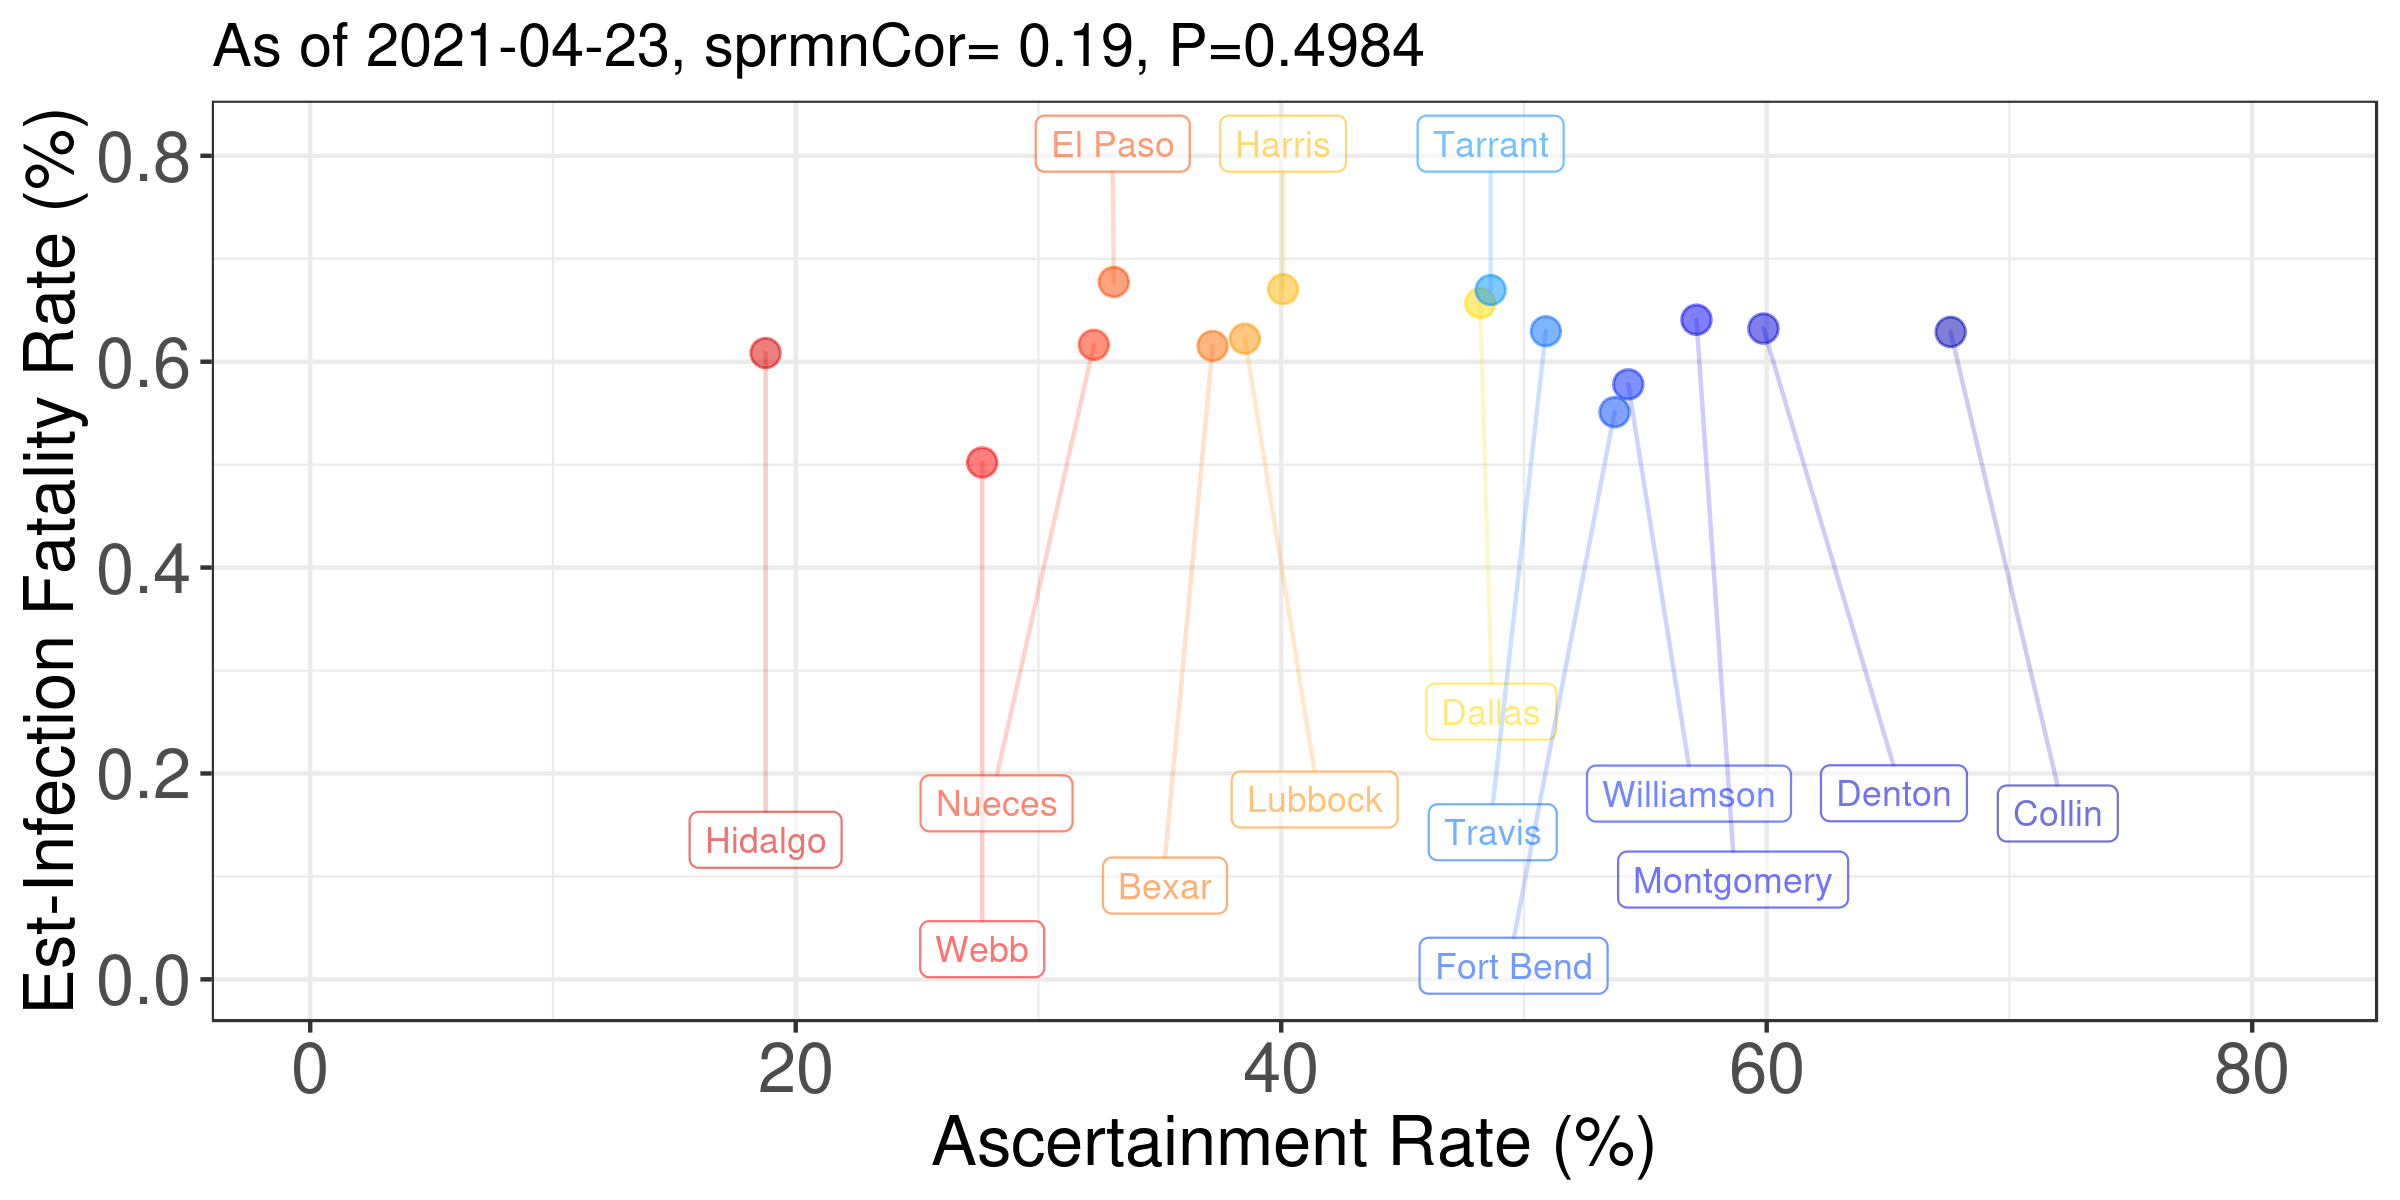 As of 2021-04-23, sprmnCor= 0.19, P=0.4984
Est-Infection Fatality Rate (%)
0.8
0.6
0.4
0.2
0.0
El Paso
Harris
Tarrant
Dallas
Nueces
Lubbock
Williamson
Denton
Collin
Hidalgo
Travis
Bexar
Montgomery
Webb
Fort Bend
0
20
40
60
80
Ascertainment Rate (%)